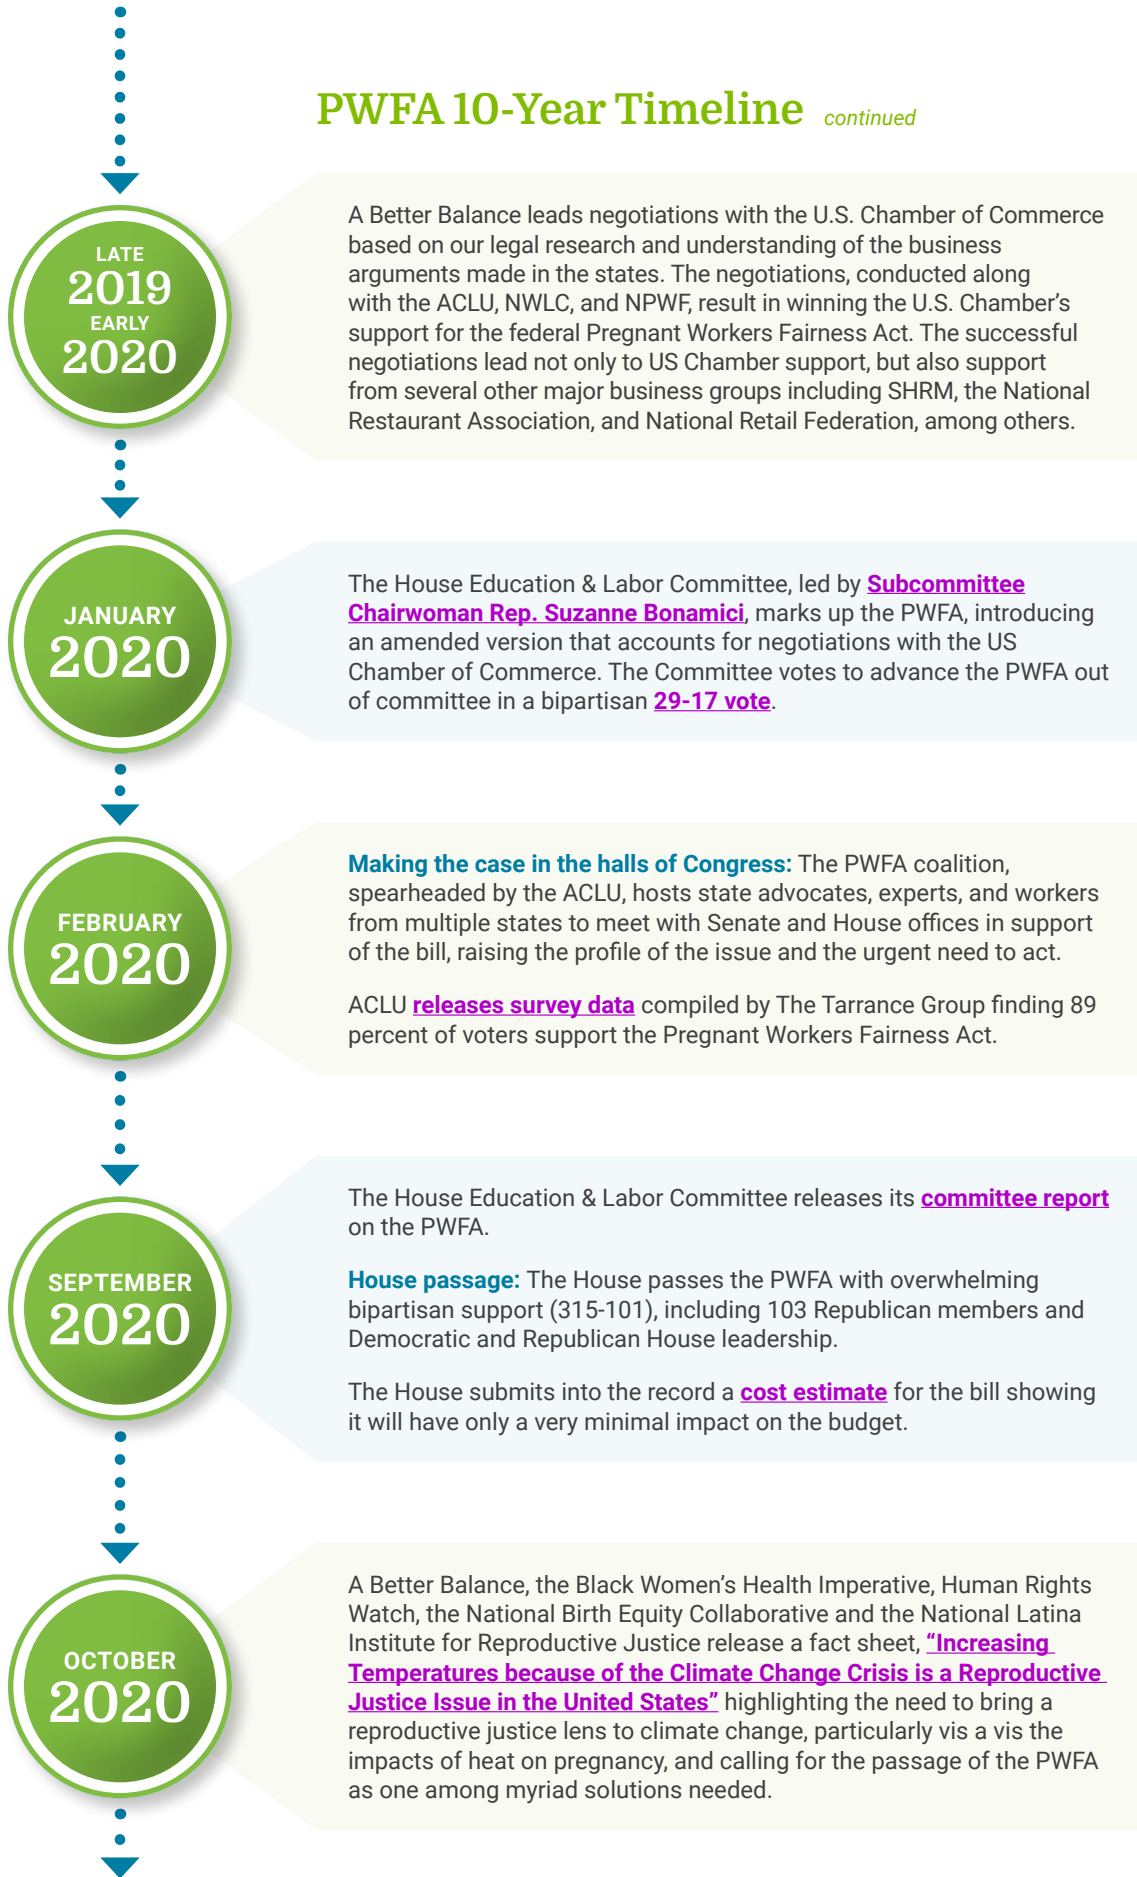 PWFA 10-Year Timeline continued
LATE
2019
EARLY
2020
A Better Balance leads negotiations with the U.S. Chamber of Commerce
based on our legal research and understanding of the business
arguments made in the states. The negotiations, conducted along
with the ACLU, NWLC, and NPWF, result in winning the U.S. Chamber’s
support for the federal Pregnant Workers Fairness Act. The successful
negotiations lead not only to US Chamber support, but also support
from several other major business groups including SHRM, the National
Restaurant Association, and National Retail Federation, among others.
JANUARY
2020
The House Education & Labor Committee, led by Subcommittee
Chairwoman Rep. Suzanne Bonamici, marks up the PWFA, introducing
an amended version that accounts for negotiations with the US
Chamber of Commerce. The Committee votes to advance the PWFA out
of committee in a bipartisan 29-17 vote.
FEBRUARY
2020
Making the case in the halls of Congress: The PWFA coalition,
spearheaded by the ACLU, hosts state advocates, experts, and workers
from multiple states to meet with Senate and House offices in support
of the bill, raising the profile of the issue and the urgent need to act.
ACLU releases survey data compiled by The Tarrance Group finding 89
percent of voters support the Pregnant Workers Fairness Act.
SEPTEMBER
2020
The House Education & Labor Committee releases its committee report
on the PWFA.
House passage: The House passes the PWFA with overwhelming
bipartisan support (315-101), including 103 Republican members and
Democratic and Republican House leadership.
The House submits into the record a cost estimate for the bill showing
it will have only a very minimal impact on the budget.
OCTOBER
2020
A Better Balance, the Black Women’s Health Imperative, Human Rights
Watch, the National Birth Equity Collaborative and the National Latina
Institute for Reproductive Justice release a fact sheet, “Increasing
Temperatures because of the Climate Change Crisis is a Reproductive
Justice Issue in the United States” highlighting the need to bring a
reproductive justice lens to climate change, particularly vis a vis the
impacts of heat on pregnancy, and calling for the passage of the PWFA
as one among myriad solutions needed.